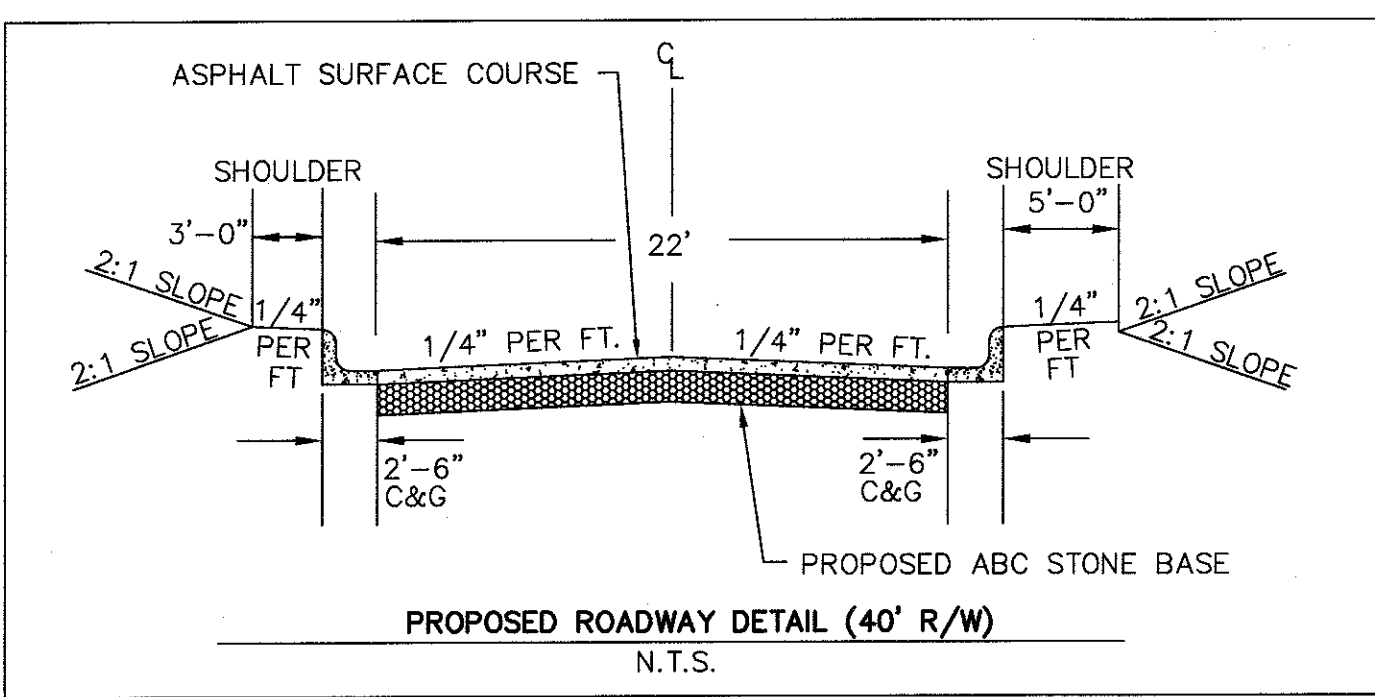 ℄
ASPHALT SURFACE COURSE
SHOULDER
SHOULDER
3'-0"
5'-0"
22'
2:1 SLOPE
2:1 SLOPE
1/4"
PER
FT
1/4" PER FT.
1/4" PER FT.
1/4"
PER
FT
2:1 SLOPE
2:1 SLOPE
2'-6"
C&G
2'-6"
C&G
PROPOSED ABC STONE BASE
PROPOSED ROADWAY DETAIL (40' R/W)
N.T.S.